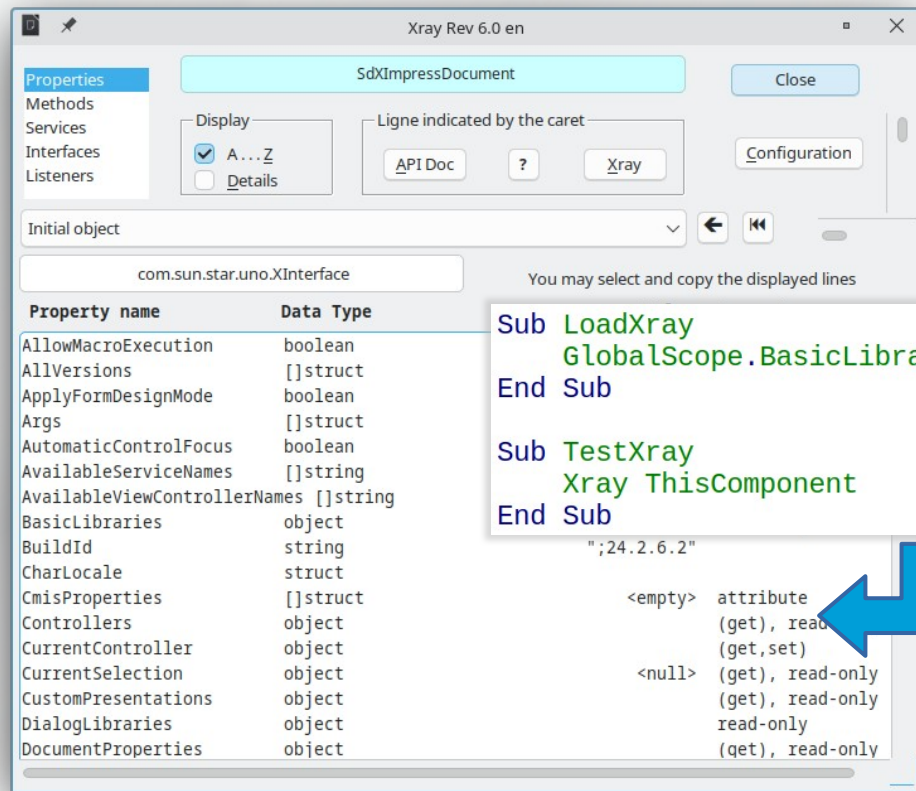 Xray Rev 6.0 en
Properties
Methods
Services
Interfaces
Listeners
SdXImpressDocument
Close
Display
A...Z
Details
Ligne indicated by the caret
API Doc
?
Xray
Configuration
Initial object
com.sun.star.uno.XInterface
You may select and copy the displayed lines
Property name Data Type
Sub LoadXray
GlobalScope.BasicLibra
End Sub
Sub TestXray
Xray ThisComponent
End Sub
AllowMacroExecution boolean
AllVersions []struct
ApplyFormDesignMode boolean
Args []struct
AutomaticControlFocus boolean
AvailableServiceNames []string
AvailableViewControllerNames []string
BasicLibraries object
BuildId string ";24.2.6.2"
CharLocale struct
CmisProperties []struct <empty> attribute
Controllers object (get), read
CurrentController object (get,set)
CurrentSelection object <null> (get), read-only
CustomPresentations object (get), read-only
DialogLibraries object read-only
DocumentProperties object (get), read-only